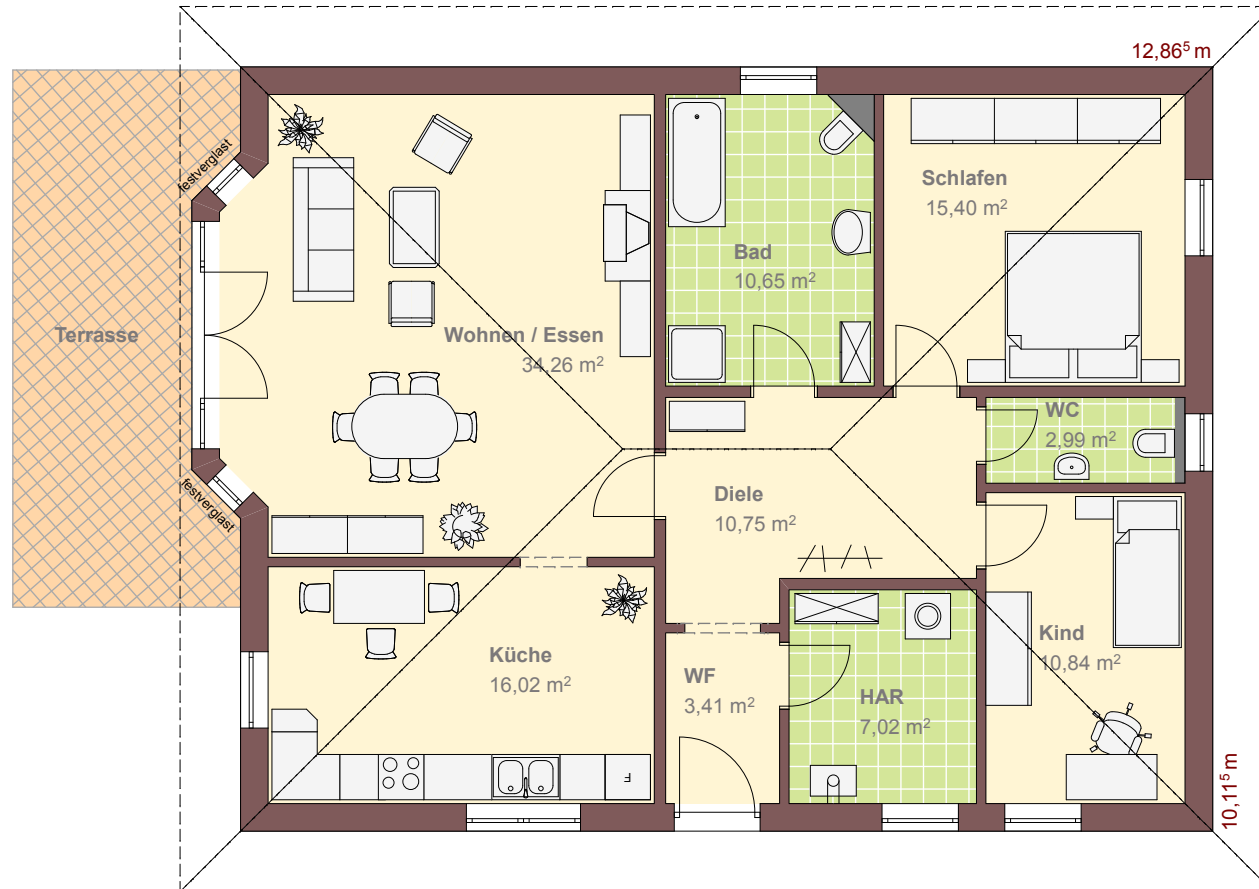 12,86⁵ m
festverglast
Schlafen
15,40 m²
Bad
10,65 m²
Terrasse
Wohnen / Essen
34,26 m²
WC
2,99 m²
festverglast
Diele
10,75 m²
Küche
16,02 m²
WF
3,41 m²
HAR
7,02 m²
Kind
10,84 m²
F
10,11⁵ m